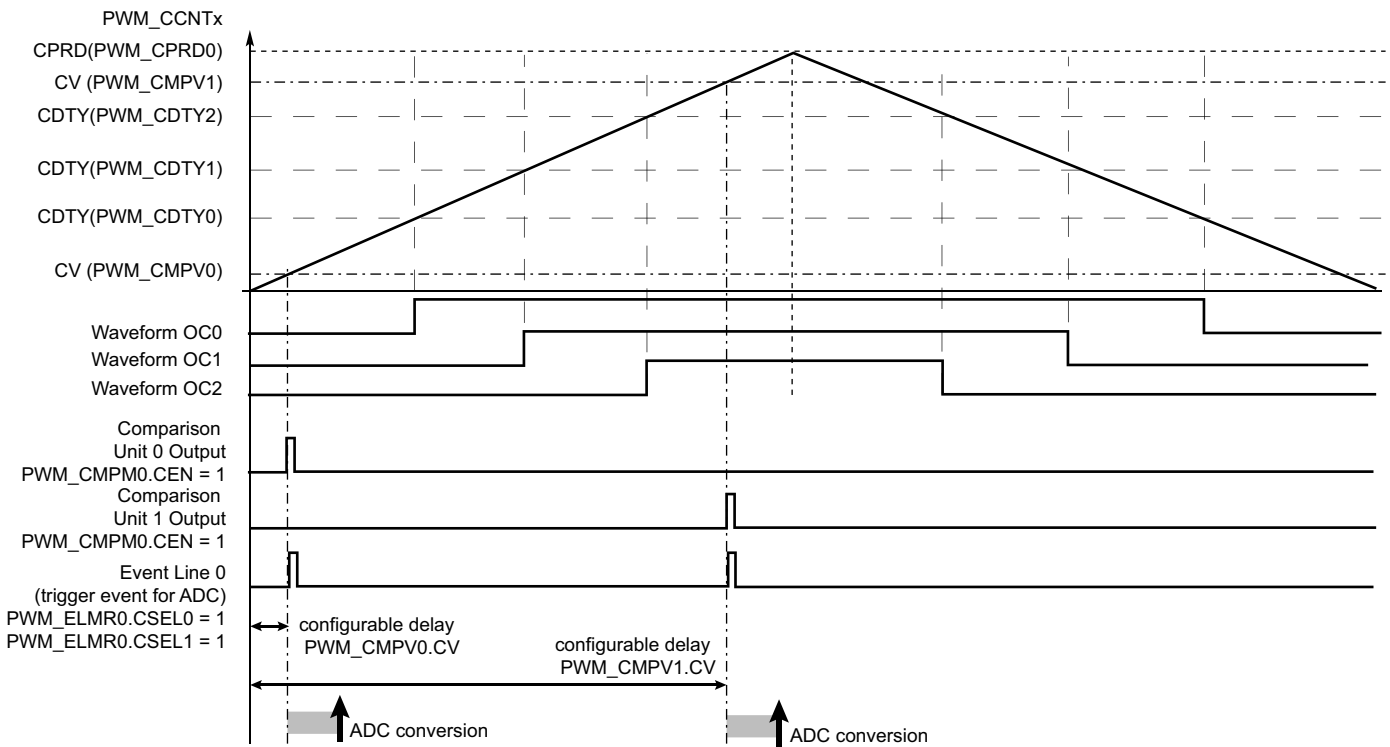 PWM_CCNTx
CPRD(PWM_CPRD0)
CV (PWM_CMPV1)
CDTY(PWM_CDTY2)
CDTY(PWM_CDTY1)
CDTY(PWM_CDTY0)
CV (PWM_CMPV0)
Waveform OC0
Waveform OC1
Waveform OC2
Comparison
Unit 0 Output
PWM_CMPM0.CEN = 1
Comparison
Unit 1 Output
PWM_CMPM0.CEN = 1
Event Line 0
(trigger event for ADC)
PWM_ELMR0.CSEL0 = 1
PWM_ELMR0.CSEL1 = 1
configurable delay
PWM_CMPV0.CV
configurable delay
PWM_CMPV1.CV
ADC conversion
ADC conversion